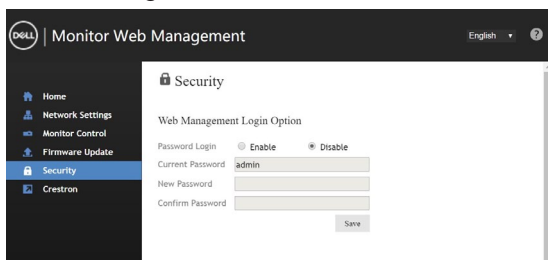 DELL | Monitor Web Management English
Home
Network Settings
Monitor Control
Firmware Update
Security
Crestron
Security
Web Management Login Option
Password Login Enable Disable
Current Password admin
New Password
Confirm Password
Save